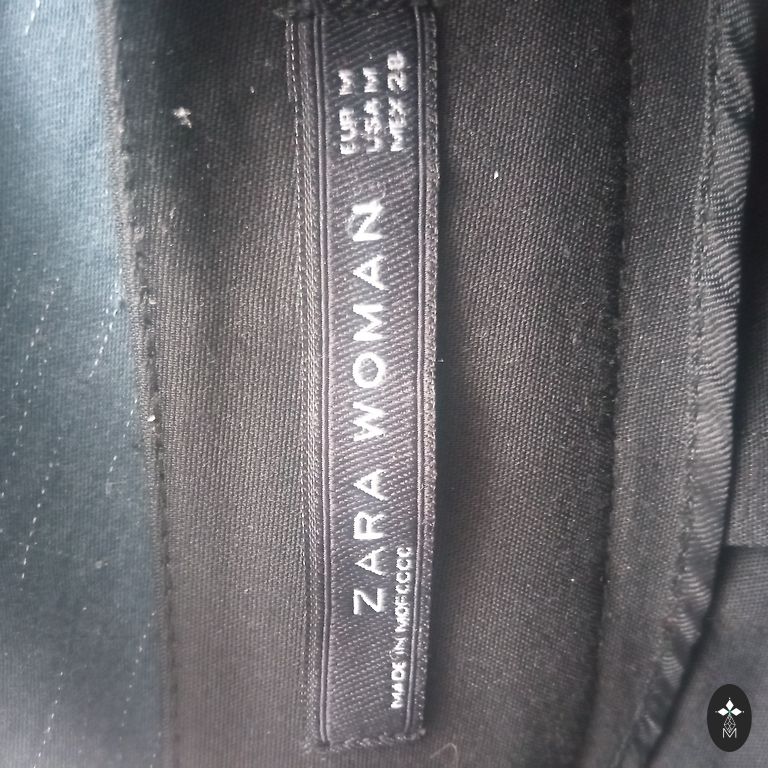 EUR M
USA M
MEX 28
ZARA WOMAN
MADE IN MOROCCO